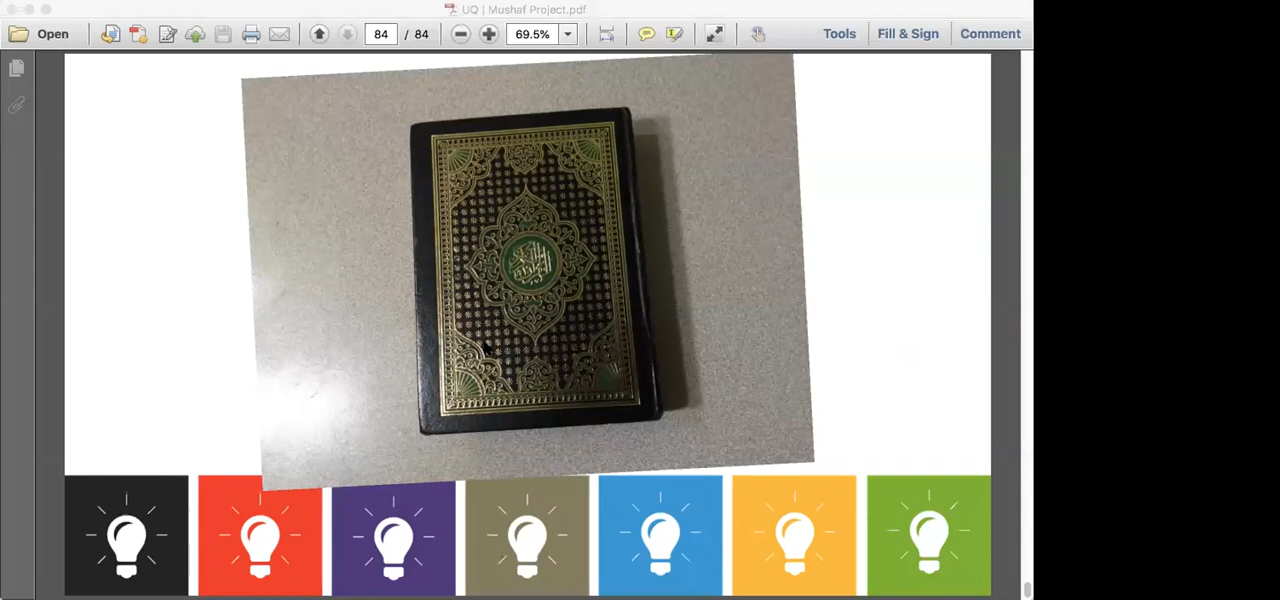 UQ | Mushaf Project.pdf
Open
84 / 84
69.5%
Tools
Fill & Sign
Comment